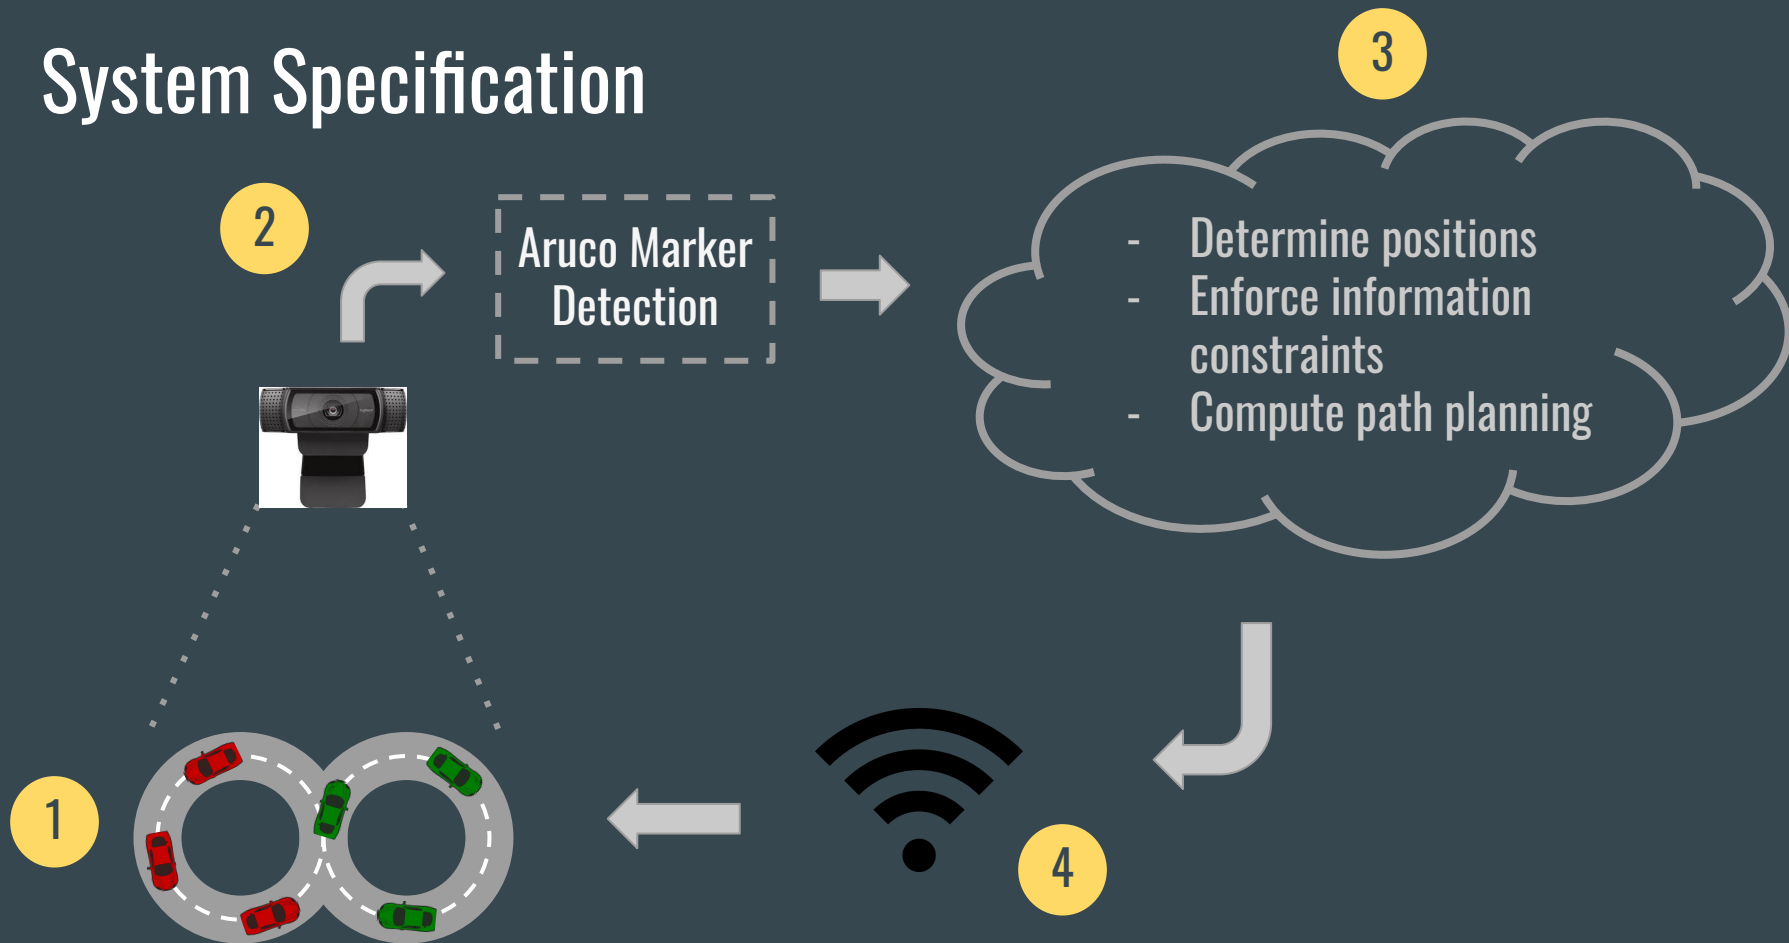 System Specification
3
2
Aruco Marker
Detection
- Determine positions
- Enforce information
constraints
- Compute path planning
1
4